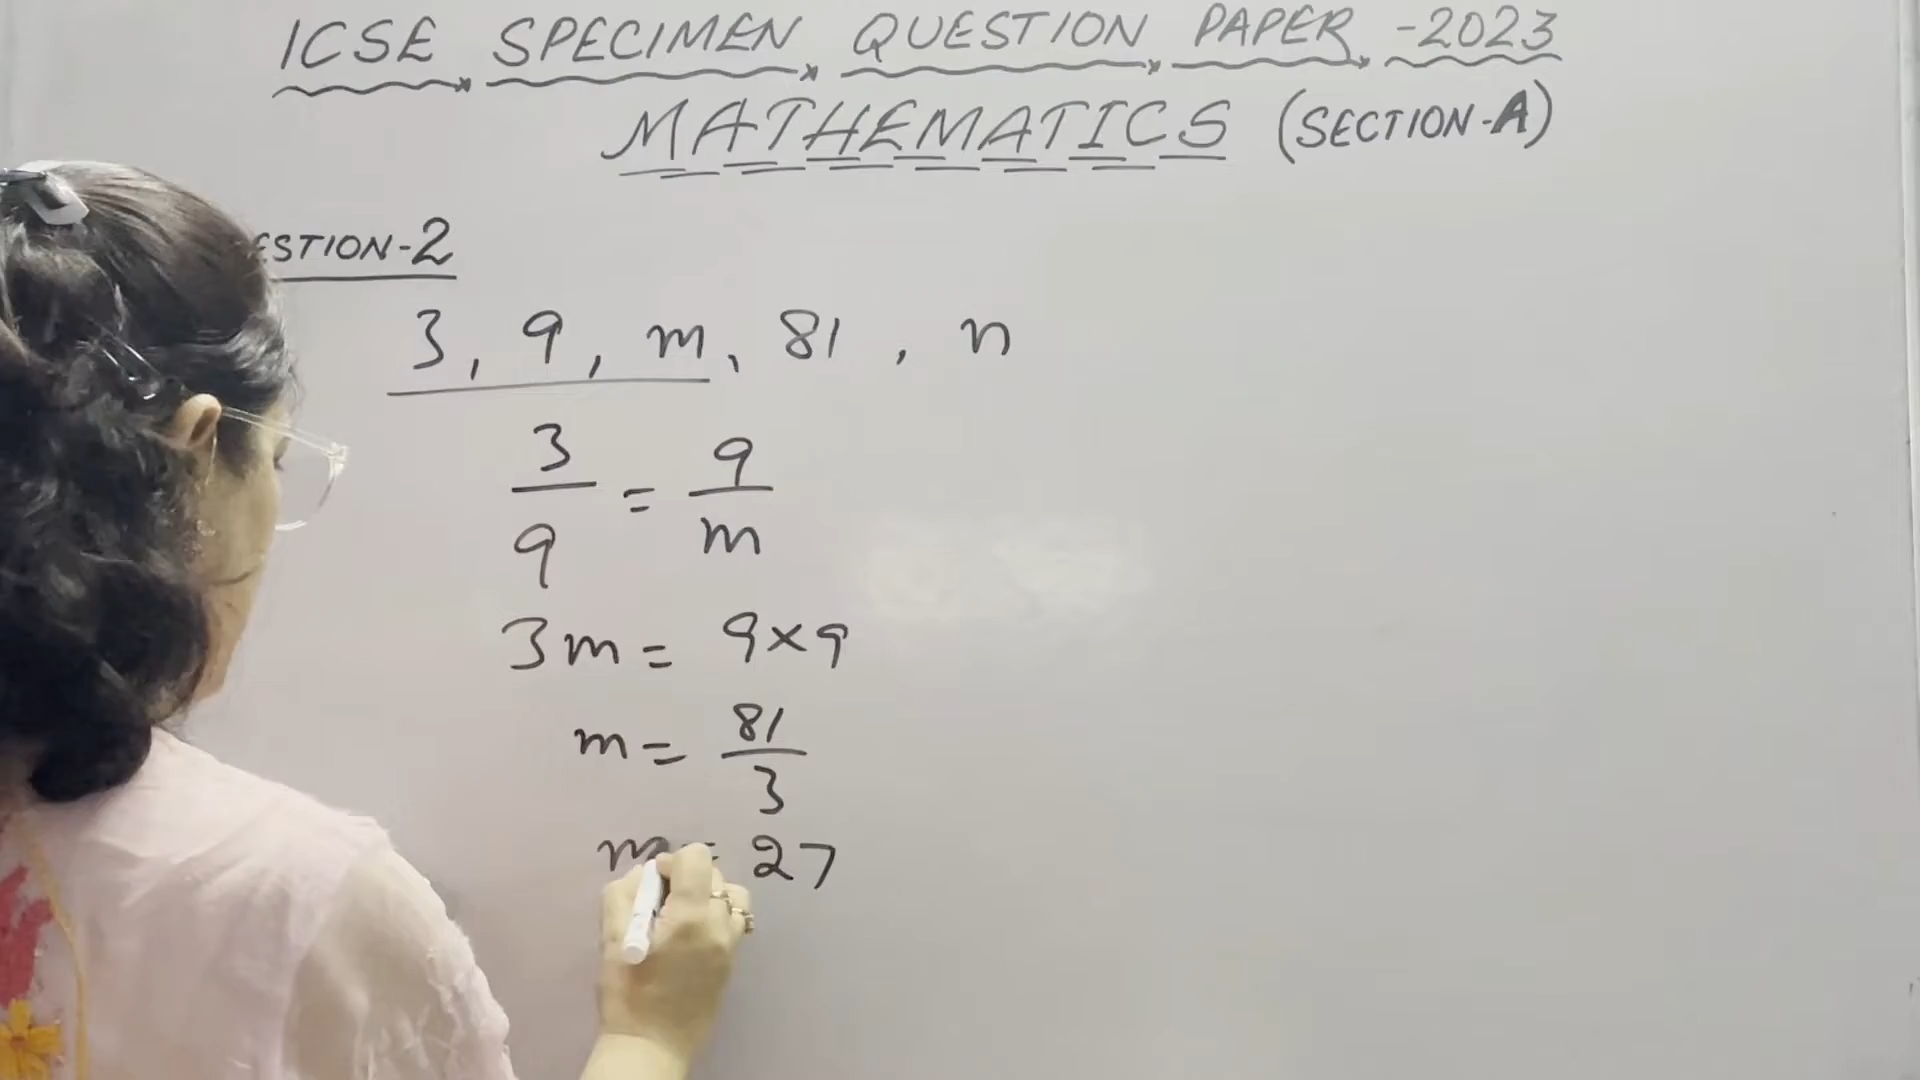 ICSE SPECIMEN QUESTION PAPER -2023
MATHEMATICS (SECTION-A)
ESTION-2
3, 9, m, 81, n
3/9 = 9/m
3m = 9×9
m = 81/3
m = 27